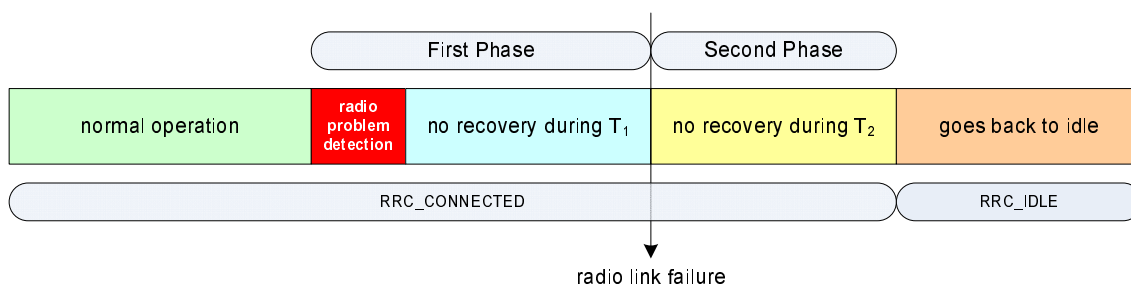 First Phase
Second Phase
normal operation
radio
problem
detection
no recovery during T₁
no recovery during T₂
goes back to idle
RRC_CONNECTED
RRC_IDLE
radio link failure